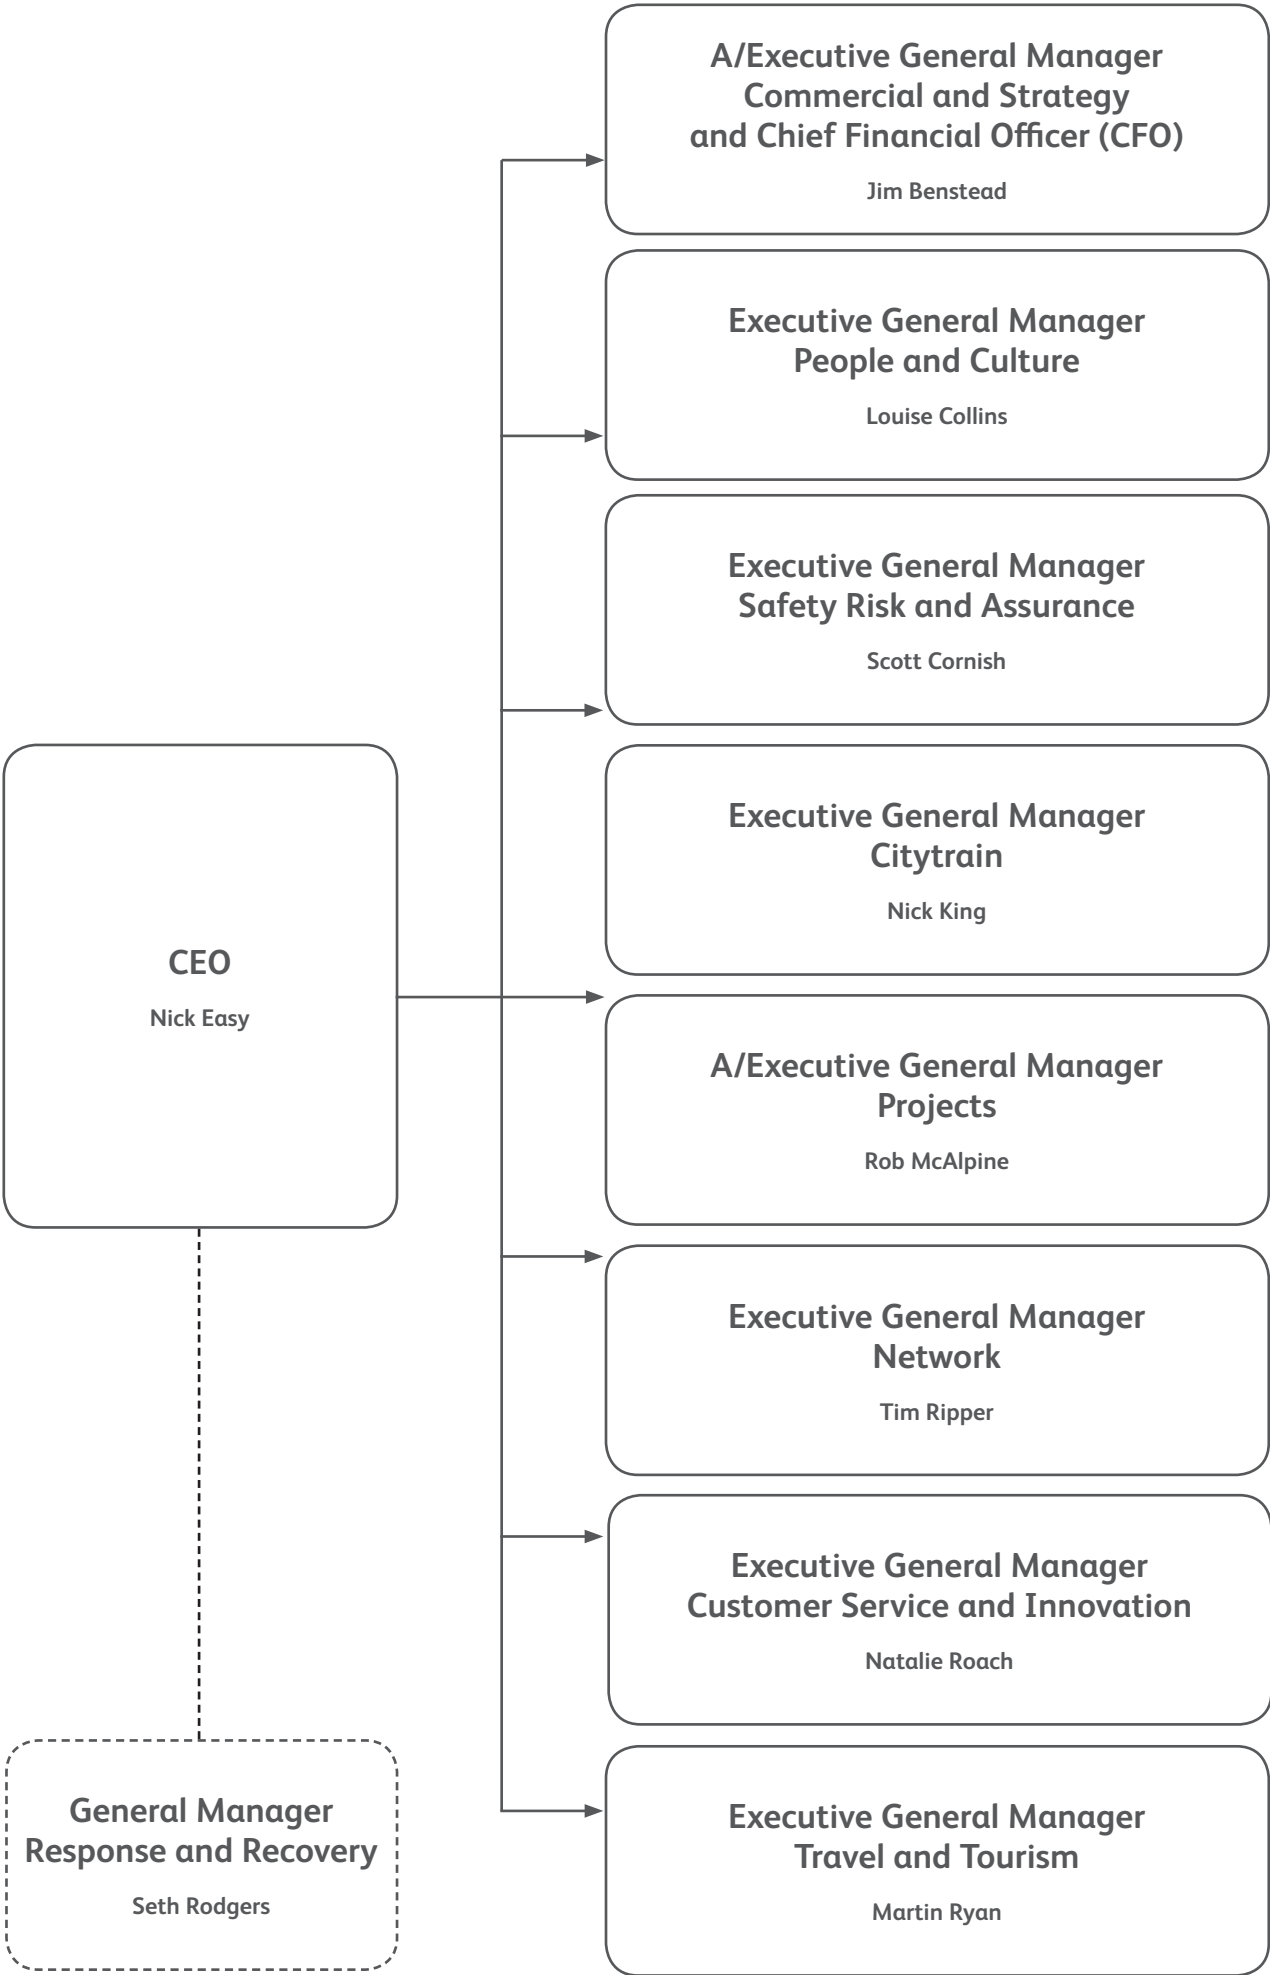 A/Executive General Manager
Commercial and Strategy
and Chief Financial Officer (CFO)
Jim Benstead
Executive General Manager
People and Culture
Louise Collins
Executive General Manager
Safety Risk and Assurance
Scott Cornish
Executive General Manager
Citytrain
Nick King
CEO
Nick Easy
A/Executive General Manager
Projects
Rob McAlpine
Executive General Manager
Network
Tim Ripper
Executive General Manager
Customer Service and Innovation
Natalie Roach
General Manager
Response and Recovery
Seth Rodgers
Executive General Manager
Travel and Tourism
Martin Ryan